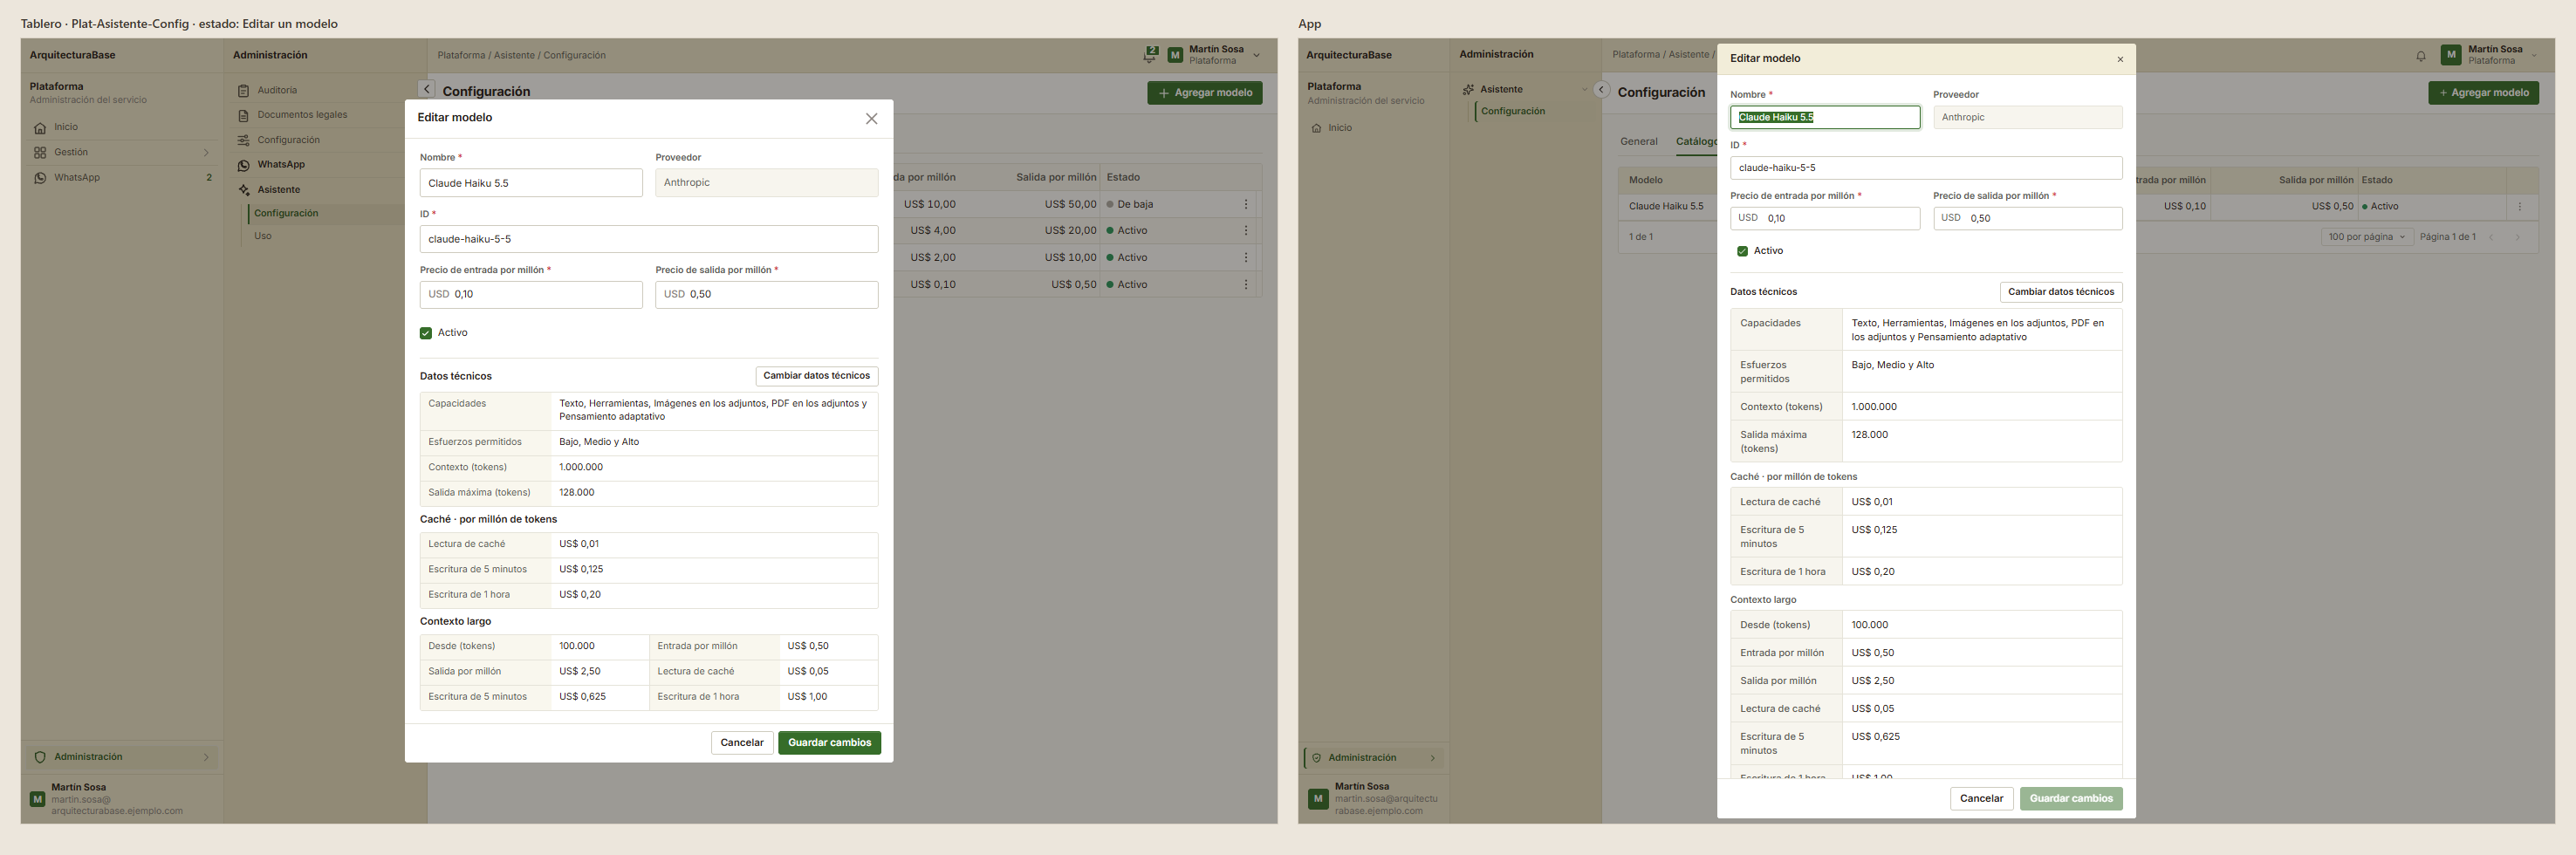 Tablero · Plat-Asistente-Config · estado: Editar un modelo
ArquitecturaBase
Administración
Plataforma / Asistente / Configuración
2
M
Martín Sosa
Plataforma
Plataforma
Administración del servicio
Inicio
Gestión
WhatsApp
2
Auditoria
Documentos legales
Configuración
WhatsApp
Asistente
Configuración
Uso
Configuración
+ Agregar modelo
da por millón
Salida por millón
Estado
US$ 10,00
US$ 50,00
De baja
US$ 4,00
US$ 20,00
Activo
US$ 2,00
US$ 10,00
Activo
US$ 0,10
US$ 0,50
Activo
Editar modelo
Nombre *
Proveedor
Claude Haiku 5.5
Anthropic
ID *
claude-haiku-5-5
Precio de entrada por millón *
Precio de salida por millón *
USD 0,10
USD 0,50
Activo
Datos técnicos
Cambiar datos técnicos
Capacidades
Texto, Herramientas, Imágenes en los adjuntos, PDF en los adjuntos y
Pensamiento adaptativo
Esfuerzos permitidos
Bajo, Medio y Alto
Contexto (tokens)
1.000.000
Salida máxima (tokens)
128.000
Caché · por millón de tokens
Lectura de caché
US$ 0,01
Escritura de 5 minutos
US$ 0,125
Escritura de 1 hora
US$ 0,20
Contexto largo
Desde (tokens)
100.000
Entrada por millón
US$ 0,50
Salida por millón
US$ 2,50
Lectura de caché
US$ 0,05
Escritura de 5 minutos
US$ 0,625
Escritura de 1 hora
US$ 1,00
Cancelar
Guardar cambios
Administración
M
Martín Sosa
martin.sosa@
arquitecturabase.ejemplo.com
App
ArquitecturaBase
Administración
Plataforma / Asistente /
M
Martín Sosa
Plataforma
Plataforma
Administración del servicio
Inicio
Asistente
Configuración
Configuración
+ Agregar modelo
General
Catálogo
Modelo
trada por millón
Salida por millón
Estado
Claude Haiku 5.5
US$ 0,10
US$ 0,50
Activo
1 de 1
100 por página
Página 1 de 1
Editar modelo
Nombre *
Proveedor
Claude Haiku 5.5
Anthropic
ID *
claude-haiku-5-5
Precio de entrada por millón *
Precio de salida por millón *
USD 0,10
USD 0,50
Activo
Datos técnicos
Cambiar datos técnicos
Capacidades
Texto, Herramientas, Imágenes en los adjuntos, PDF en
los adjuntos y Pensamiento adaptativo
Esfuerzos
permitidos
Bajo, Medio y Alto
Contexto (tokens)
1.000.000
Salida máxima
(tokens)
128.000
Caché · por millón de tokens
Lectura de caché
US$ 0,01
Escritura de 5
minutos
US$ 0,125
Escritura de 1 hora
US$ 0,20
Contexto largo
Desde (tokens)
100.000
Entrada por millón
US$ 0,50
Salida por millón
US$ 2,50
Lectura de caché
US$ 0,05
Escritura de 5
minutos
US$ 0,625
Escritura de 1 hora
US$ 1,00
Cancelar
Guardar cambios
Administración
M
Martín Sosa
martin.sosa@arquitectu
rabase.ejemplo.com